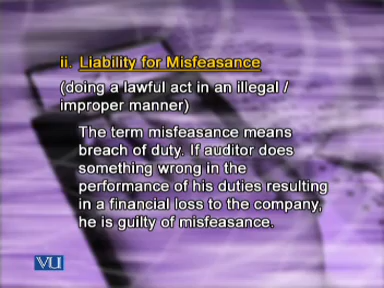 ii. Liability for Misfeasance
(doing a lawful act in an illegal /
improper manner)
The term misfeasance means
breach of duty. If auditor does
something wrong in the
performance of his duties resulting
in a financial loss to the company,
he is guilty of misfeasance.
VU